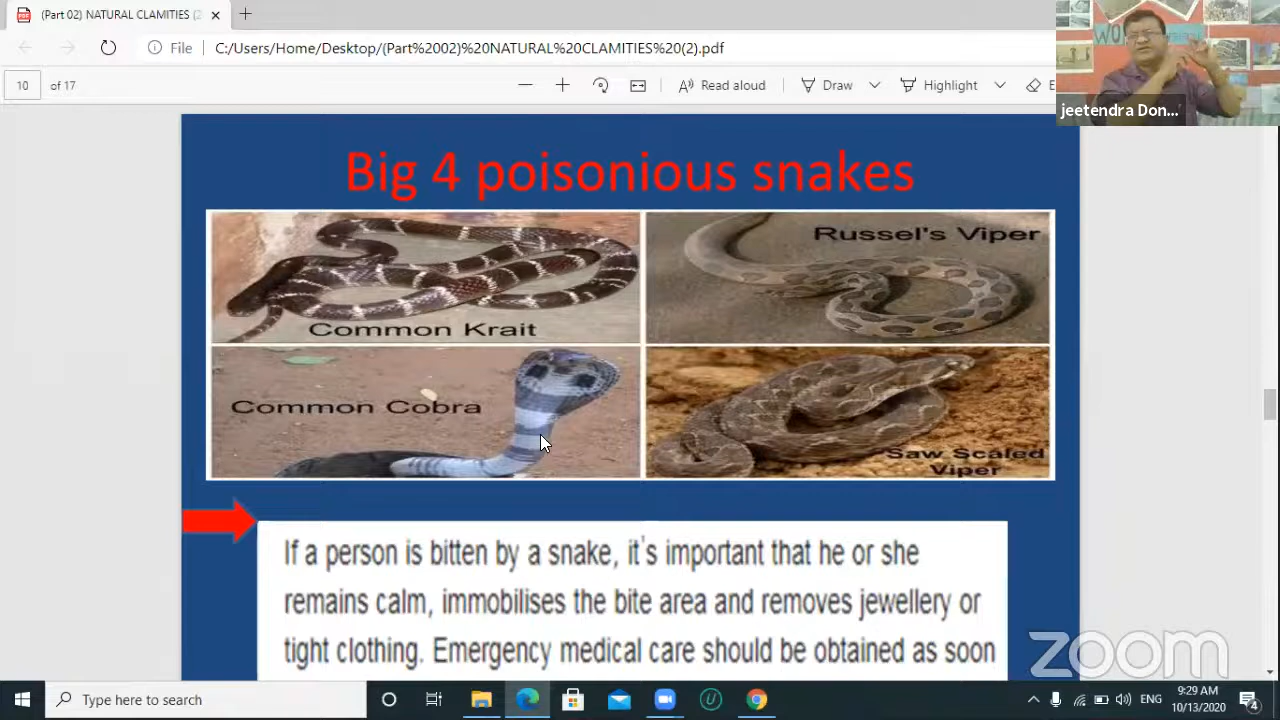 (Part 02) NATURAL CLAMITIES (2
File
C:/Users/Home/Desktop/(Part%2002)%20NATURAL%20CLAMITIES%20(2).pdf
10 of 17
Read aloud
Draw
Highlight
E
jeetendra Don...
Big 4 poisonious snakes
Common Krait
Russel's Viper
Common Cobra
Saw Scaled
Viper
If a person is bitten by a snake, it's important that he or she
remains calm, immobilises the bite area and removes jewellery or
tight clothing. Emergency medical care should be obtained as soon
zoom
Type here to search
ENG
9:29 AM
10/13/2020
4